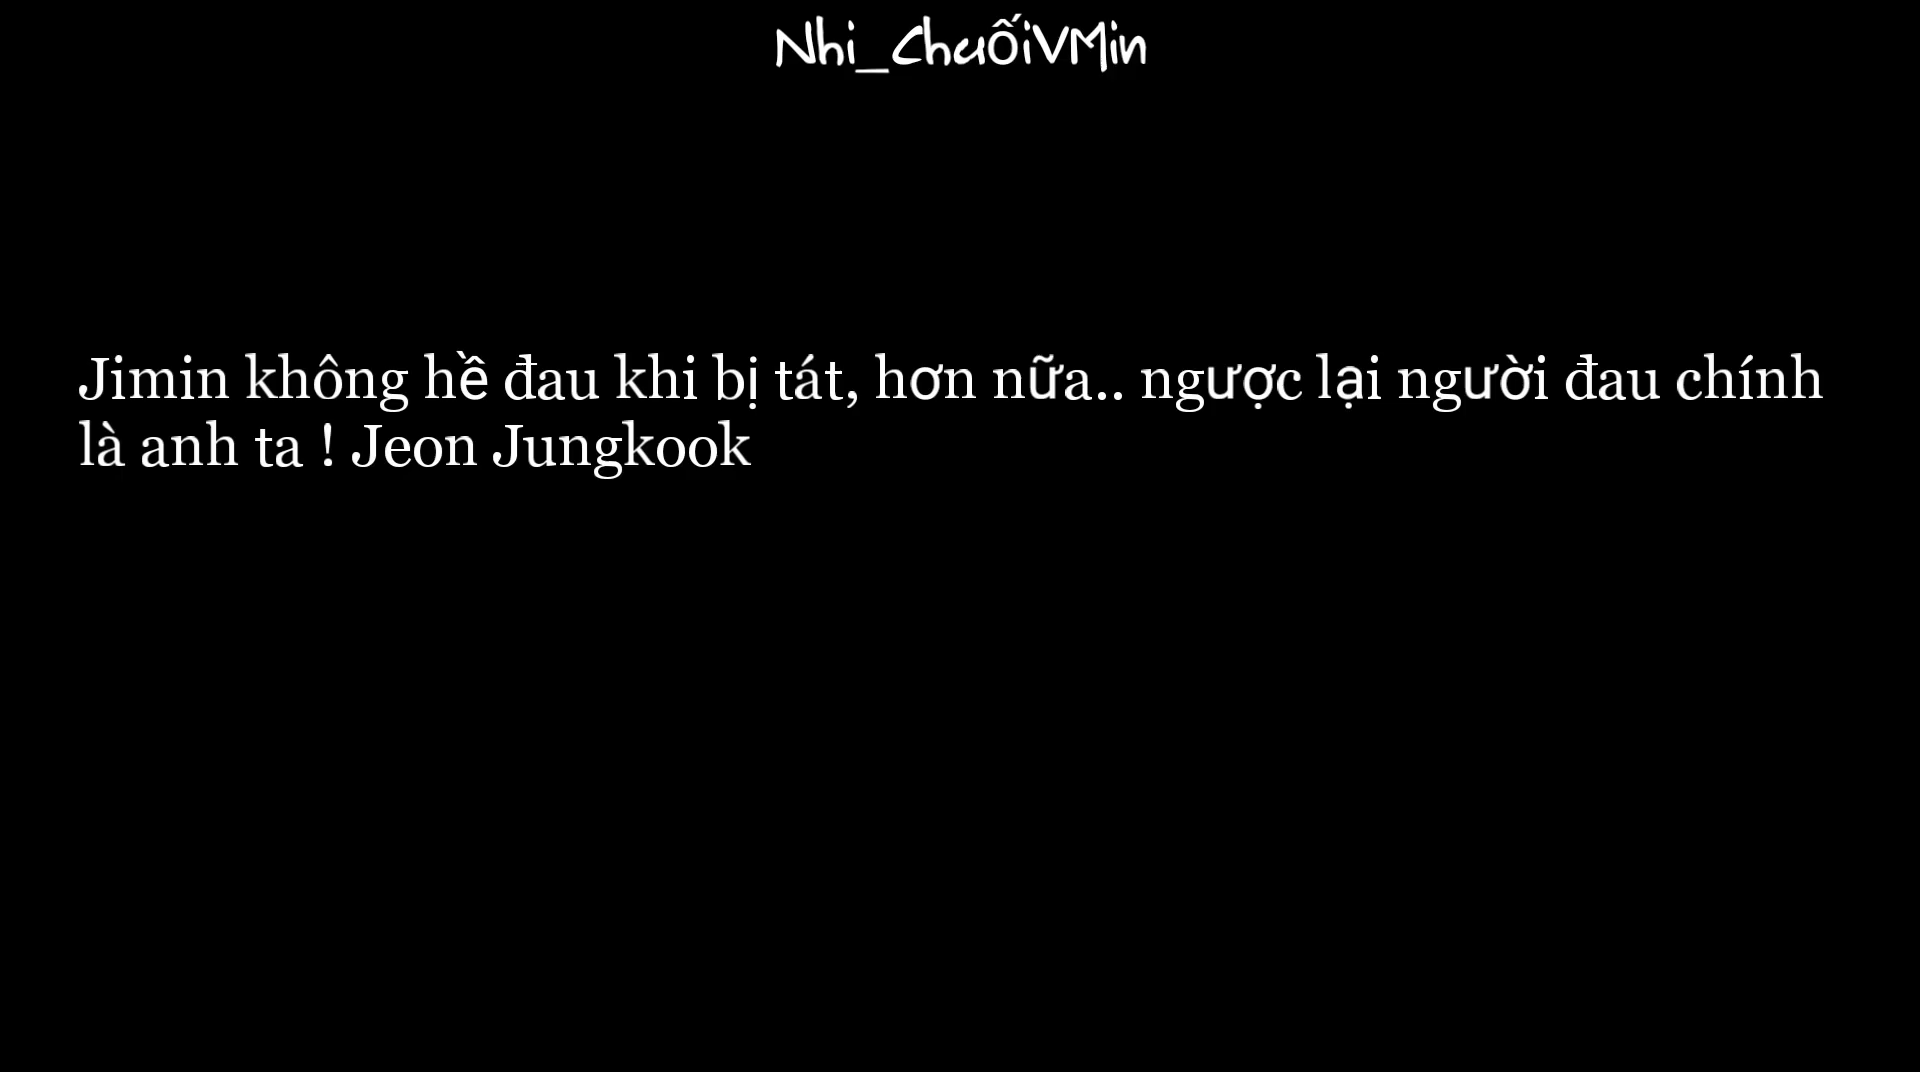 Nhi_ChuốiVMin
Jimin không hề đau khi bị tát, hơn nữa.. ngược lại người đau chính
là anh ta ! Jeon Jungkook